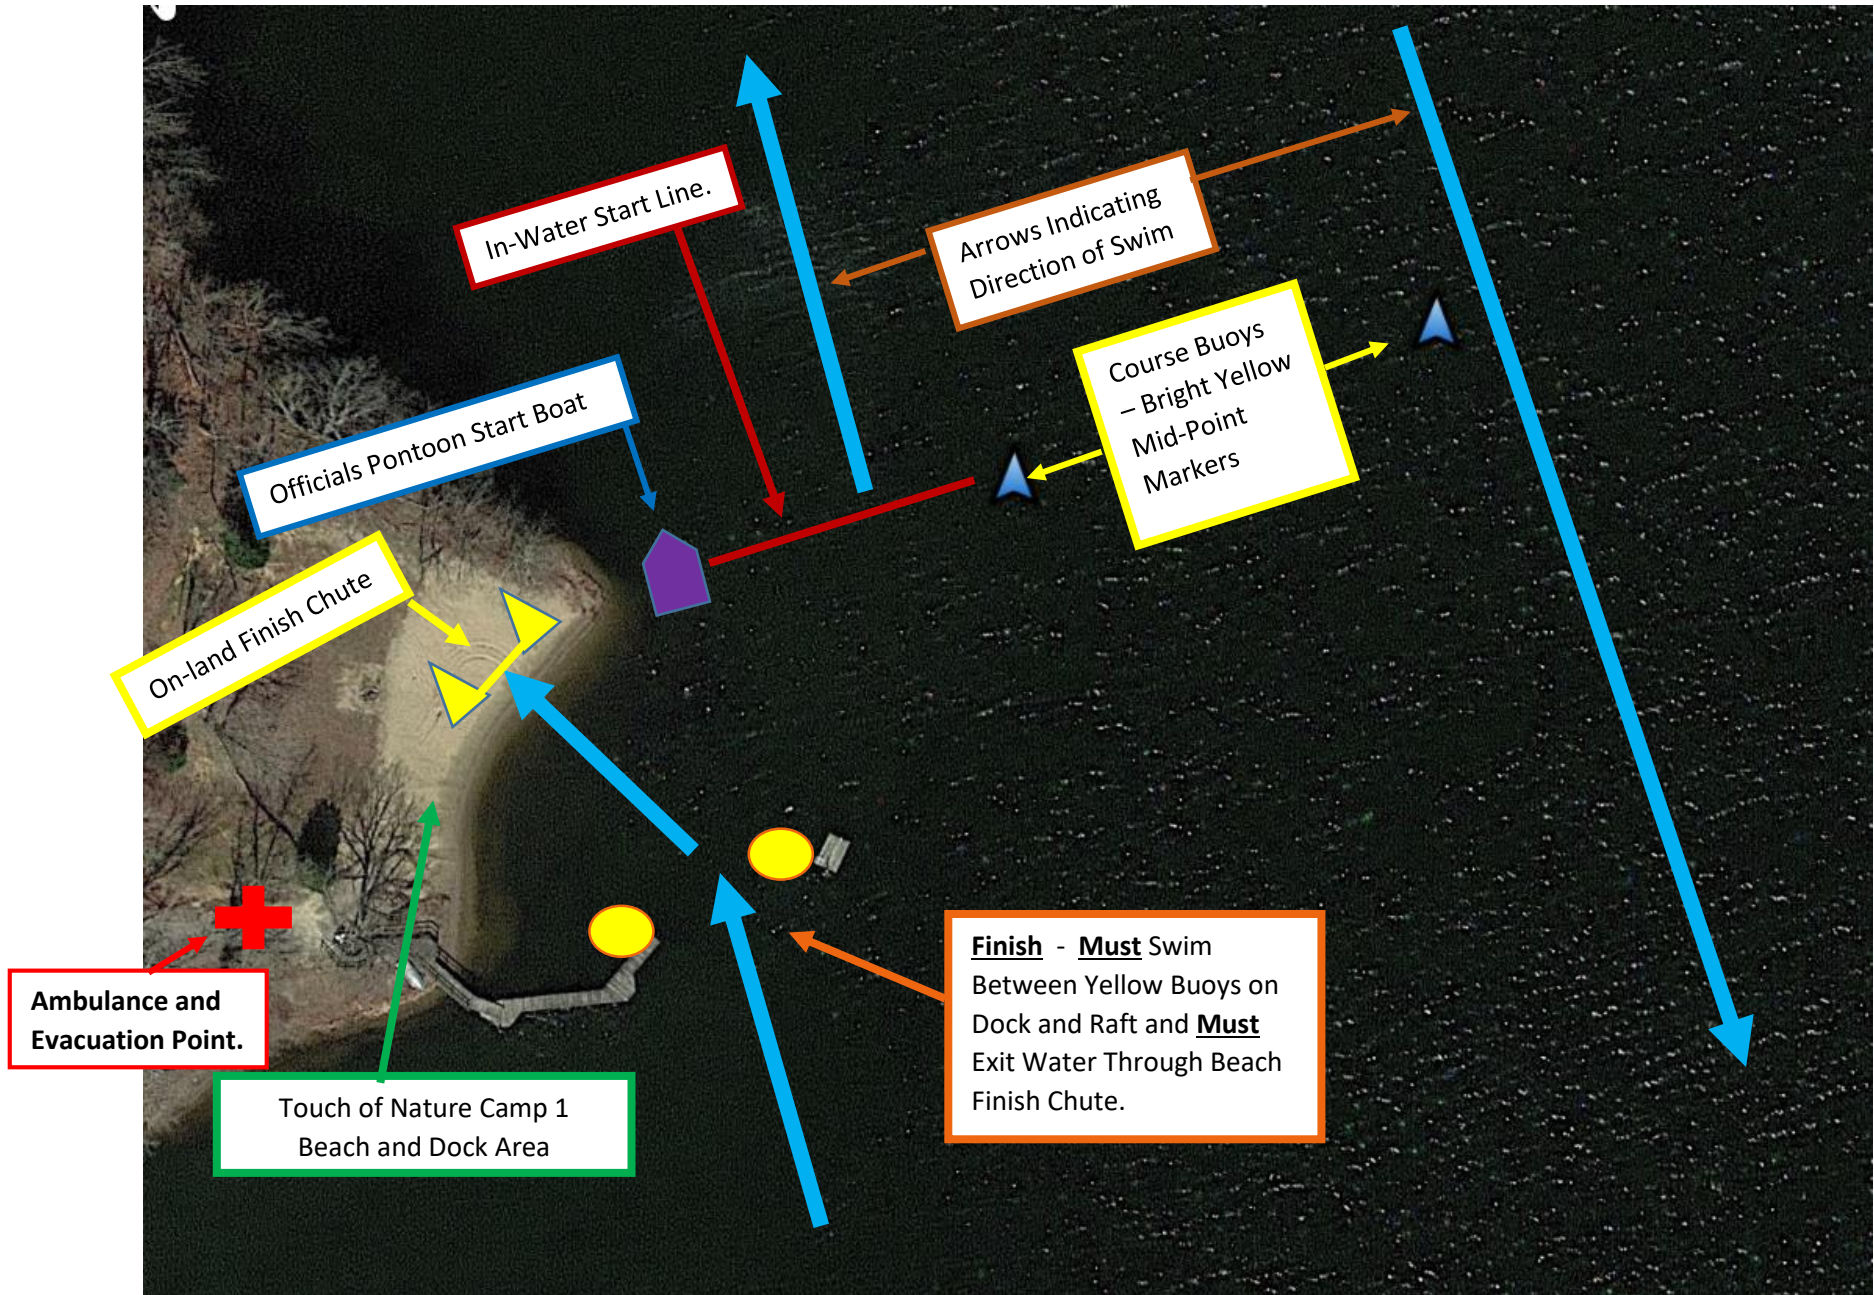 In-Water Start Line.
Arrows Indicating
Direction of Swim
Course Buoys
– Bright Yellow
Mid-Point
Markers
Officials Pontoon Start Boat
On-land Finish Chute
Finish - Must Swim
Between Yellow Buoys on
Dock and Raft and Must
Exit Water Through Beach
Finish Chute.
Ambulance and
Evacuation Point.
Touch of Nature Camp 1
Beach and Dock Area